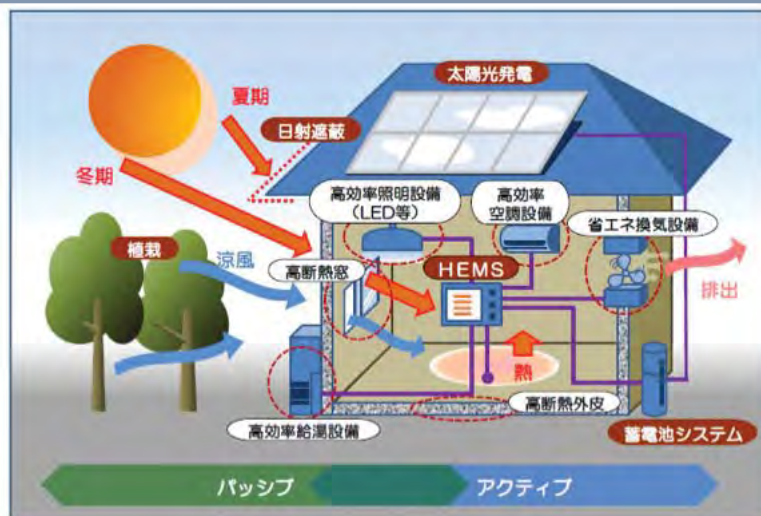 太陽光発電
夏期
日射遮蔽
冬期
高効率照明設備
(LED等)
高効率
空調設備
省エネ換気設備
植栽
涼風
高断熱窓
HEMS
排出
熱
高断熱外皮
高効率給湯設備
蓄電池システム
パッシブ
アクティブ